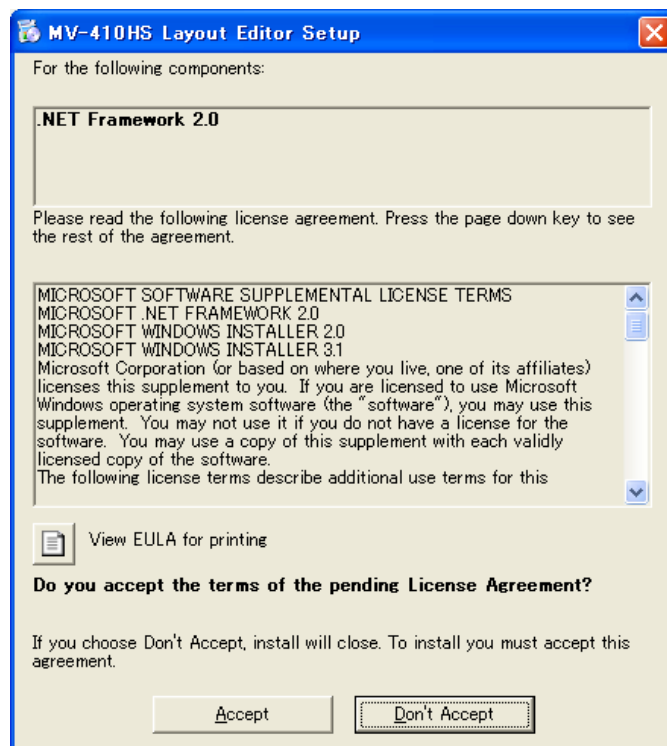 MV-410HS Layout Editor Setup
For the following components:
.NET Framework 2.0
Please read the following license agreement. Press the page down key to see
the rest of the agreement.
MICROSOFT SOFTWARE SUPPLEMENTAL LICENSE TERMS
MICROSOFT .NET FRAMEWORK 2.0
MICROSOFT WINDOWS INSTALLER 2.0
MICROSOFT WINDOWS INSTALLER 3.1
Microsoft Corporation (or based on where you live, one of its affiliates)
licenses this supplement to you.  If you are licensed to use Microsoft
Windows operating system software (the "software"), you may use this
supplement.  You may not use it if you do not have a license for the
software.  You may use a copy of this supplement with each validly
licensed copy of the software.
The following license terms describe additional use terms for this
View EULA for printing
Do you accept the terms of the pending License Agreement?
If you choose Don't Accept, install will close. To install you must accept this
agreement.
Accept
Don't Accept